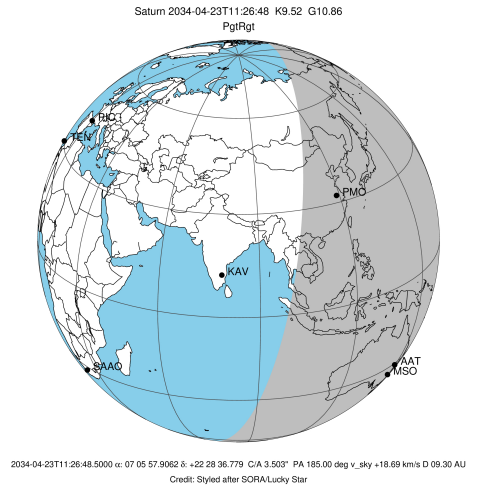 Saturn 2034-04-23T11:26:48 K9.52 G10.86
PgtRgt
PIC
TEN
PMO
KAV
SAAO
AAT
MSO
2034-04-23T11:26:48.5000 α: 07 05 57.9062 δ: +22 28 36.779 C/A 3.503" PA 185.00 deg v_sky +18.69 km/s D 09.30 AU
Credit: Styled after SORA/Lucky Star